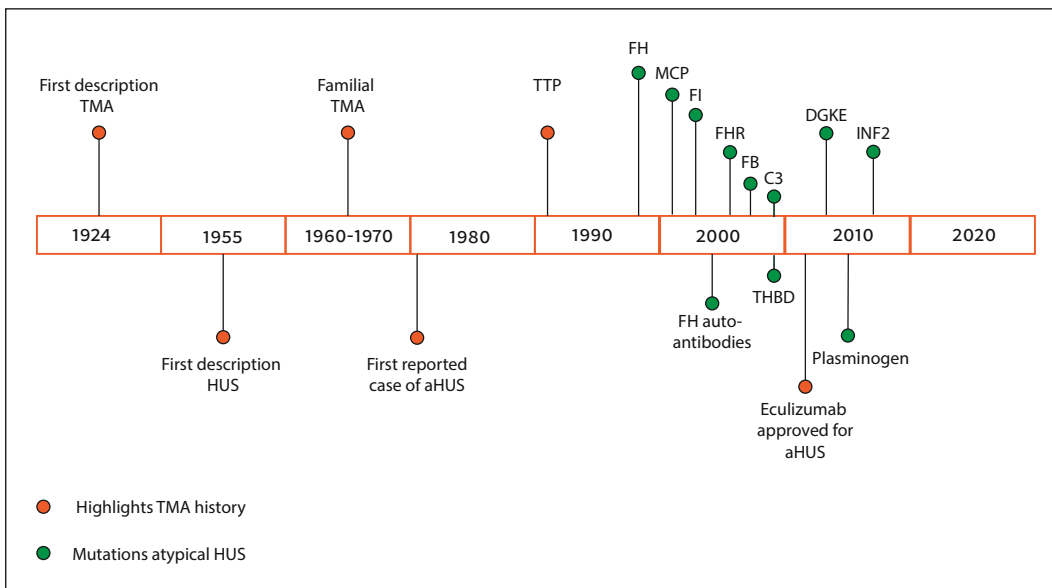 First description
TMA
Familial
TMA
TTP
FH
MCP
FI
FHR
FB
C3
DGKE
INF2
1924
1955
1960-1970
1980
1990
2000
2010
2020
First description
HUS
First reported
case of aHUS
FH auto-
antibodies
THBD
Eculizumab
approved for
aHUS
Plasminogen
Highlights TMA history
Mutations atypical HUS